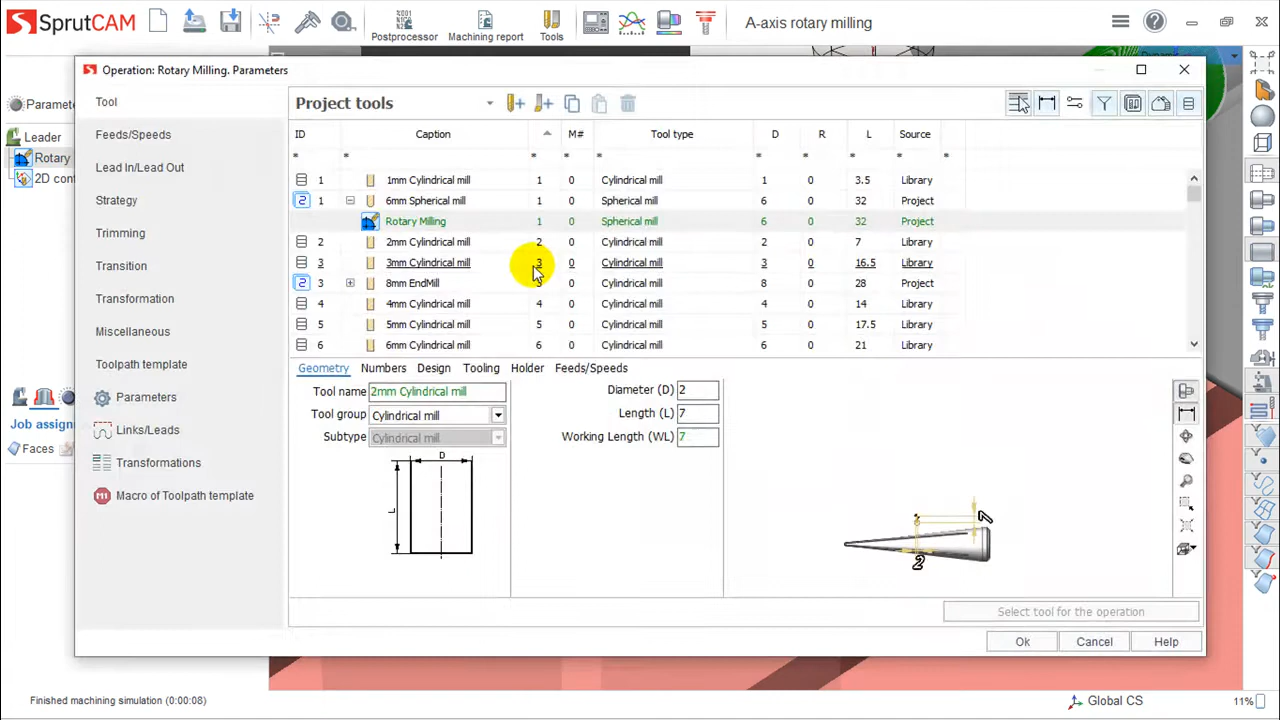 SprutCAM
%001
Postprocessor
Machining report
Tools
A-axis rotary milling
Operation: Rotary Milling. Parameters
Paramete
Leader
Rotary
2D con
Job assign
Faces
Tool
Feeds/Speeds
Lead In/Lead Out
Strategy
Trimming
Transition
Transformation
Miscellaneous
Toolpath template
Parameters
Links/Leads
Transformations
M1 Macro of Toolpath template
Project tools
ID Caption M# Tool type D R L Source
* * * * * * * * *
1 1mm Cylindrical mill 1 0 Cylindrical mill 1 0 3.5 Library
1 6mm Spherical mill 1 0 Spherical mill 6 0 32 Project
Rotary Milling 1 0 Spherical mill 6 0 32 Project
2 2mm Cylindrical mill 2 0 Cylindrical mill 2 0 7 Library
3 3mm Cylindrical mill 3 0 Cylindrical mill 3 0 16.5 Library
3 8mm EndMill 3 0 Cylindrical mill 8 0 28 Project
4 4mm Cylindrical mill 4 0 Cylindrical mill 4 0 14 Library
5 5mm Cylindrical mill 5 0 Cylindrical mill 5 0 17.5 Library
6 6mm Cylindrical mill 6 0 Cylindrical mill 6 0 21 Library
Geometry Numbers Design Tooling Holder Feeds/Speeds
Tool name 2mm Cylindrical mill
Tool group Cylindrical mill
Subtype Cylindrical mill
Diameter (D) 2
Length (L) 7
Working Length (WL) 7
D
L
7
2
Select tool for the operation
Ok Cancel Help
Finished machining simulation (0:00:08)
Global CS
11%